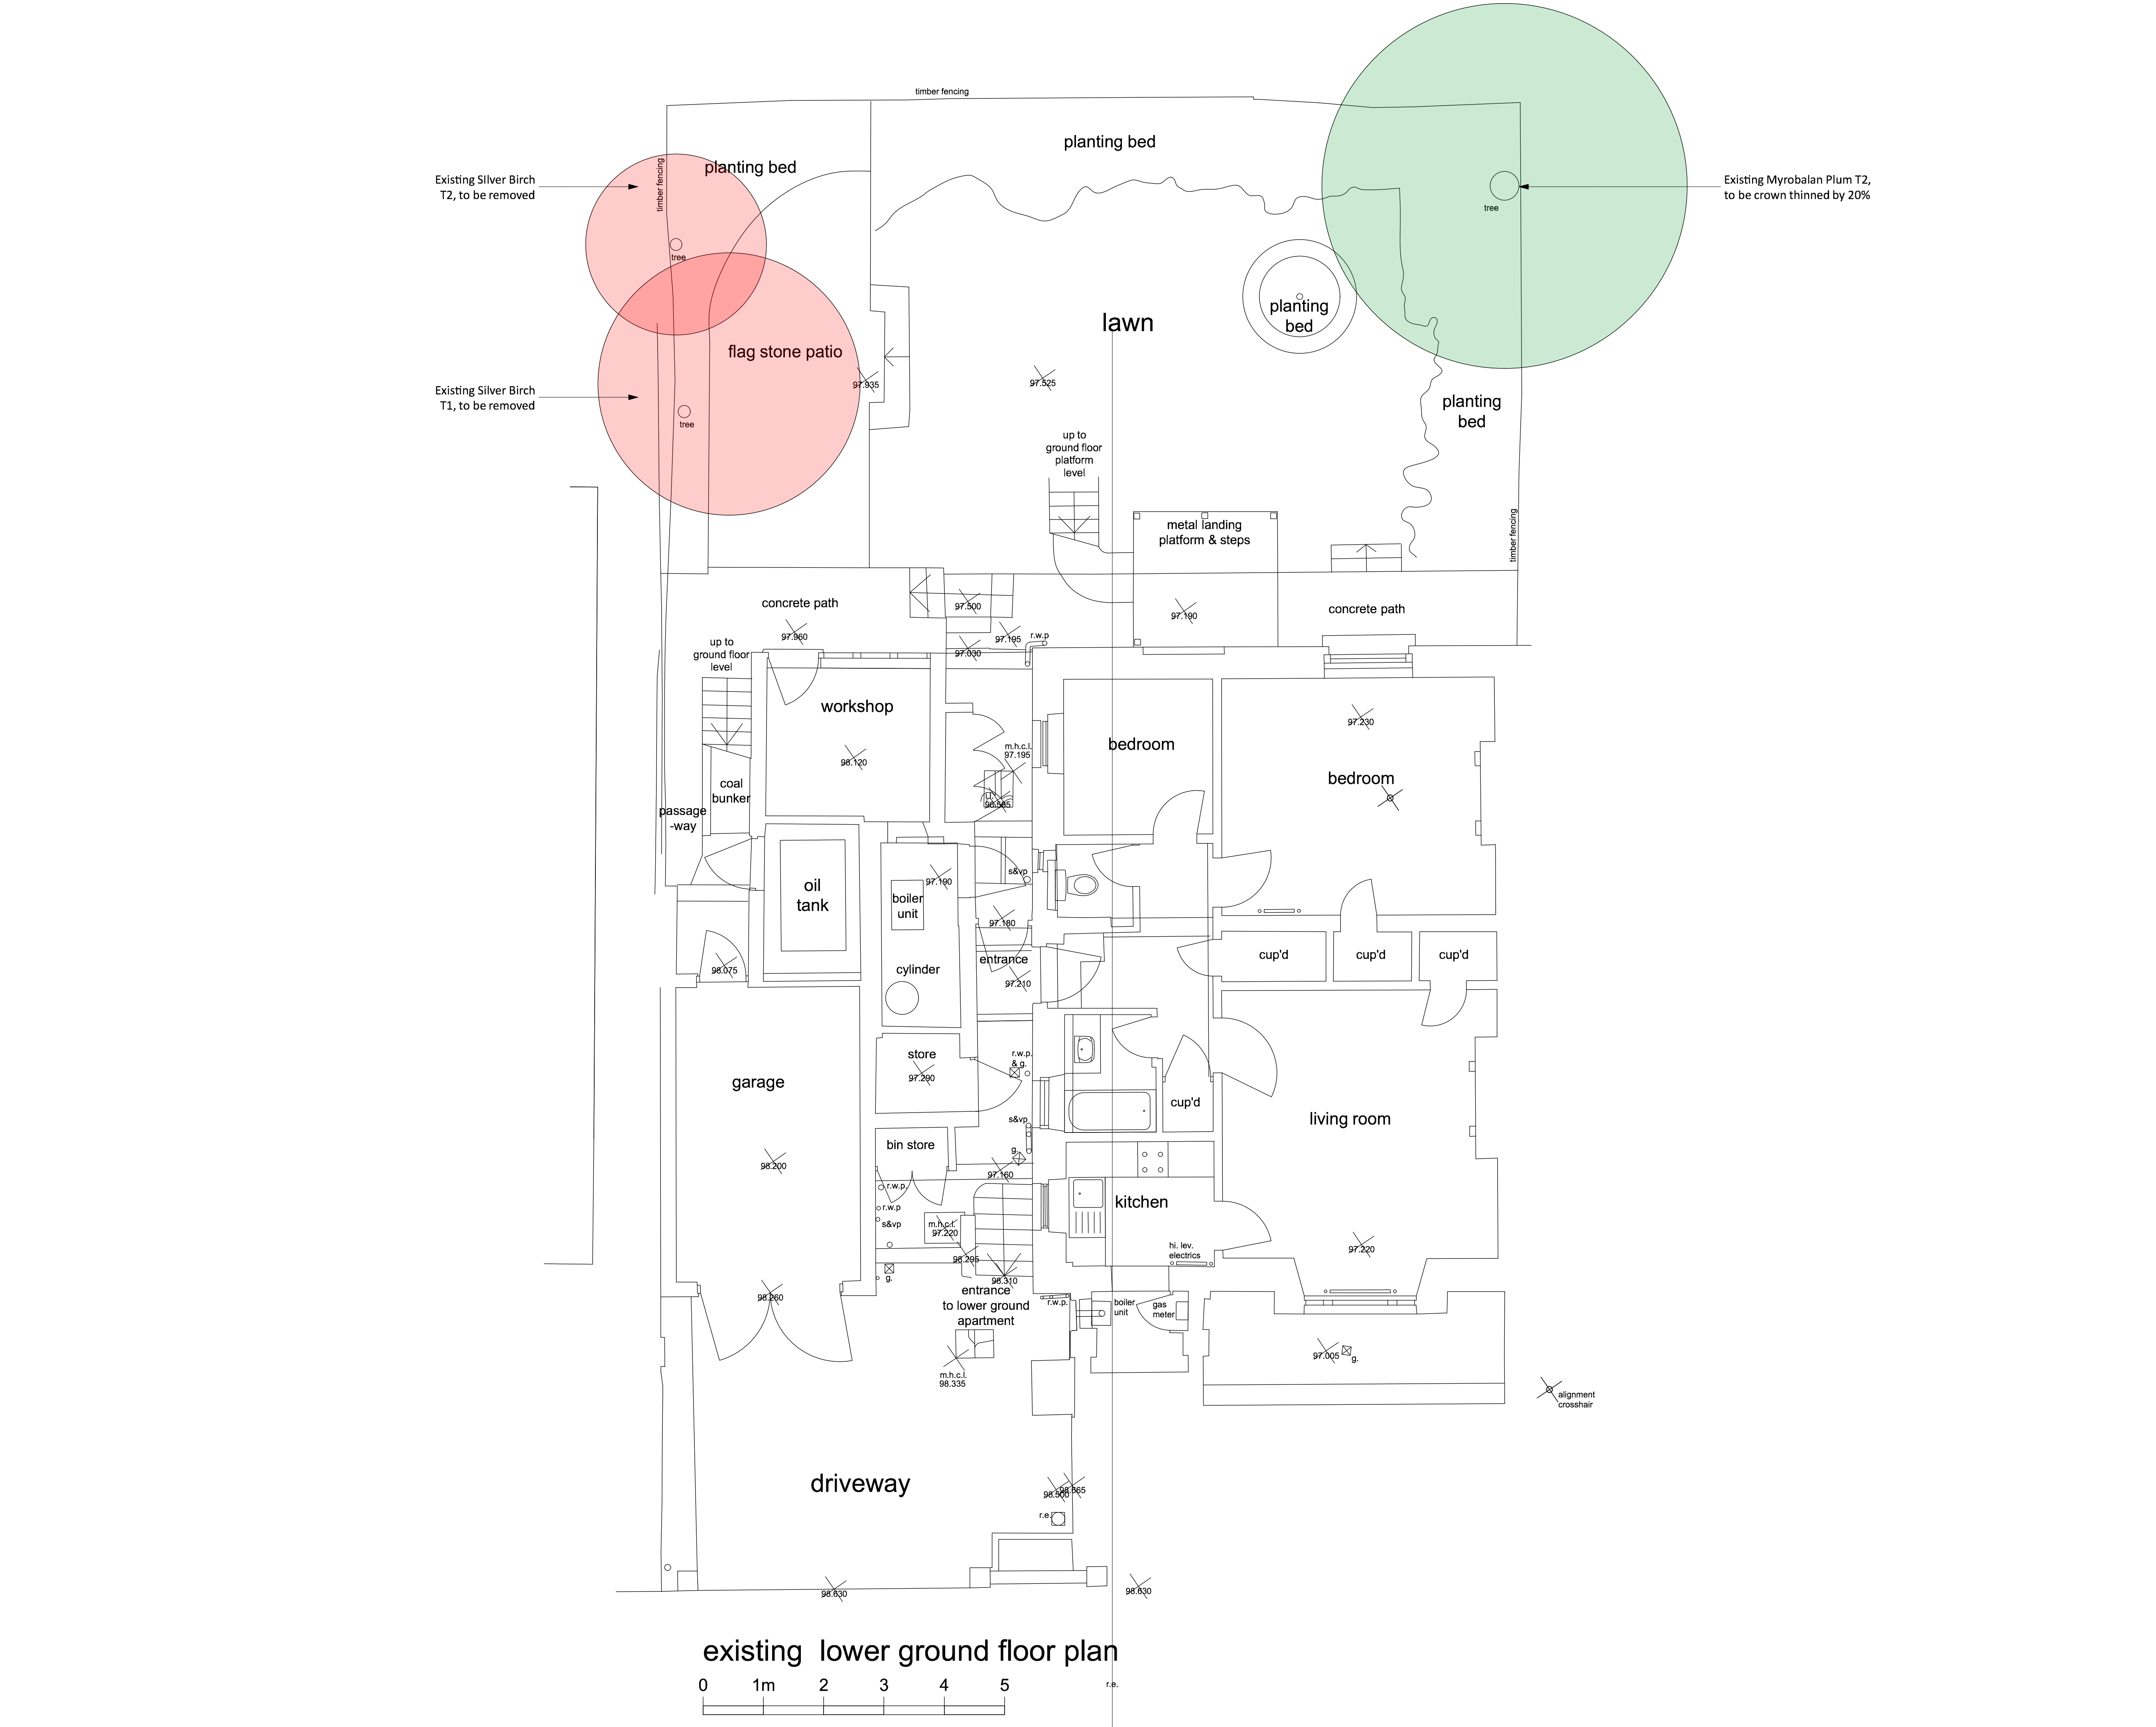 timber fencing
planting bed
planting bed
timber fencing
Existing SIlver Birch
T2, to be removed
Existing Myrobalan Plum T2,
to be crown thinned by 20%
tree
tree
planting
bed
lawn
flag stone patio
97.935
97.525
Existing Silver Birch
T1, to be removed
tree
planting
bed
up to
ground floor
platform
level
metal landing
platform & steps
timber fencing
concrete path
97.960
97.500
97.190
concrete path
97.195
r.w.p
97.030
up to
ground floor
level
workshop
98.120
m.h.c.l.
97.195
bedroom
97.230
bedroom
coal
bunker
passage
-way
oil
tank
97.190
boiler
unit
s&vp
97.180
cylinder
entrance
97.210
cup'd
cup'd
cup'd
98.075
garage
98.200
store
97.290
r.w.p.
& g.
s&vp
cup'd
living room
bin store
g.
97.160
r.w.p.
r.w.p
s&vp
m.h.c.l.
97.220
kitchen
hi. lev.
electrics
97.220
98.295
98.310
g.
98.260
entrance
to lower ground
apartment
r.w.p.
boiler
unit
gas
meter
97.005
g.
m.h.c.l.
98.335
alignment
crosshair
driveway
98.500
r.e.
98.630
98.630
existing lower ground floor plan
0 1m 2 3 4 5
r.e.